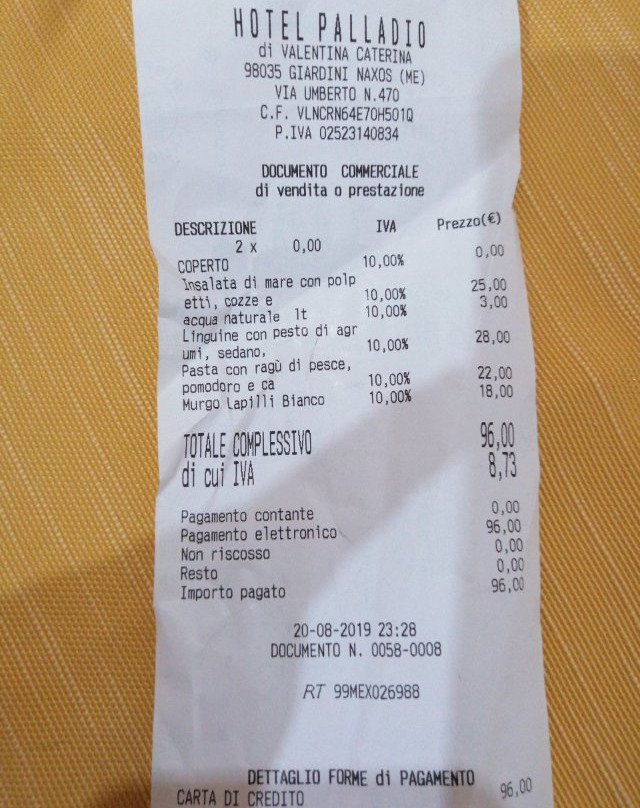 HOTEL PALLADIO
di VALENTINA CATERINA
98035 GIARDINI NAXOS (ME)
VIA UMBERTO N.470
C.F. VLNCRN64E70H501Q
P.IVA 02523140834
DOCUMENTO COMMERCIALE
di vendita o prestazione
DESCRIZIONE IVA Prezzo(€)
2 x 0,00
COPERTO 10,00% 0,00
Insalata di mare con polp
etti, cozze e 10,00% 25,00
acqua naturale 1t 10,00% 3,00
Linguine con pesto di agr
umi, sedano, 10,00% 28,00
Pasta con ragù di pesce,
pomodoro e ca 10,00% 22,00
Murgo Lapilli Bianco 10,00% 18,00
TOTALE COMPLESSIVO 96,00
di cui IVA 8,73
Pagamento contante 0,00
Pagamento elettronico 96,00
Non riscosso 0,00
Resto 0,00
Importo pagato 96,00
20-08-2019 23:28
DOCUMENTO N. 0058-0008
RT 99MEX026988
DETTAGLIO FORME di PAGAMENTO
CARTA DI CREDITO 96,00